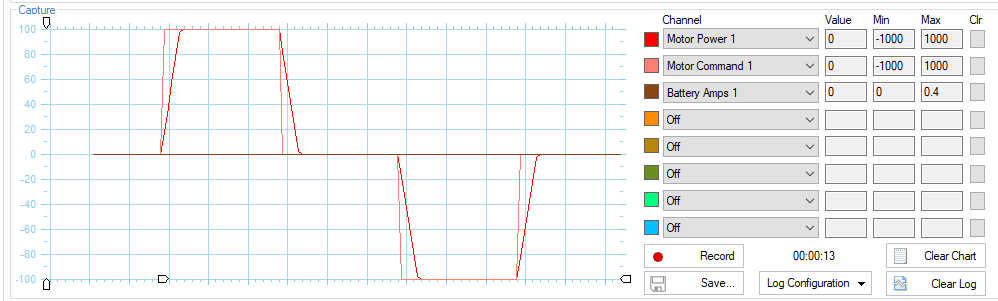 Capture
100
80
60
40
20
0
-20
-40
-60
-80
-100
Channel Value Min Max Clr
Motor Power 1 0 -1000 1000
Motor Command 1 0 -1000 1000
Battery Amps 1 0 0 0.4
Off
Off
Off
Off
Off
Record 00:00:13 Clear Chart
Save... Log Configuration Clear Log